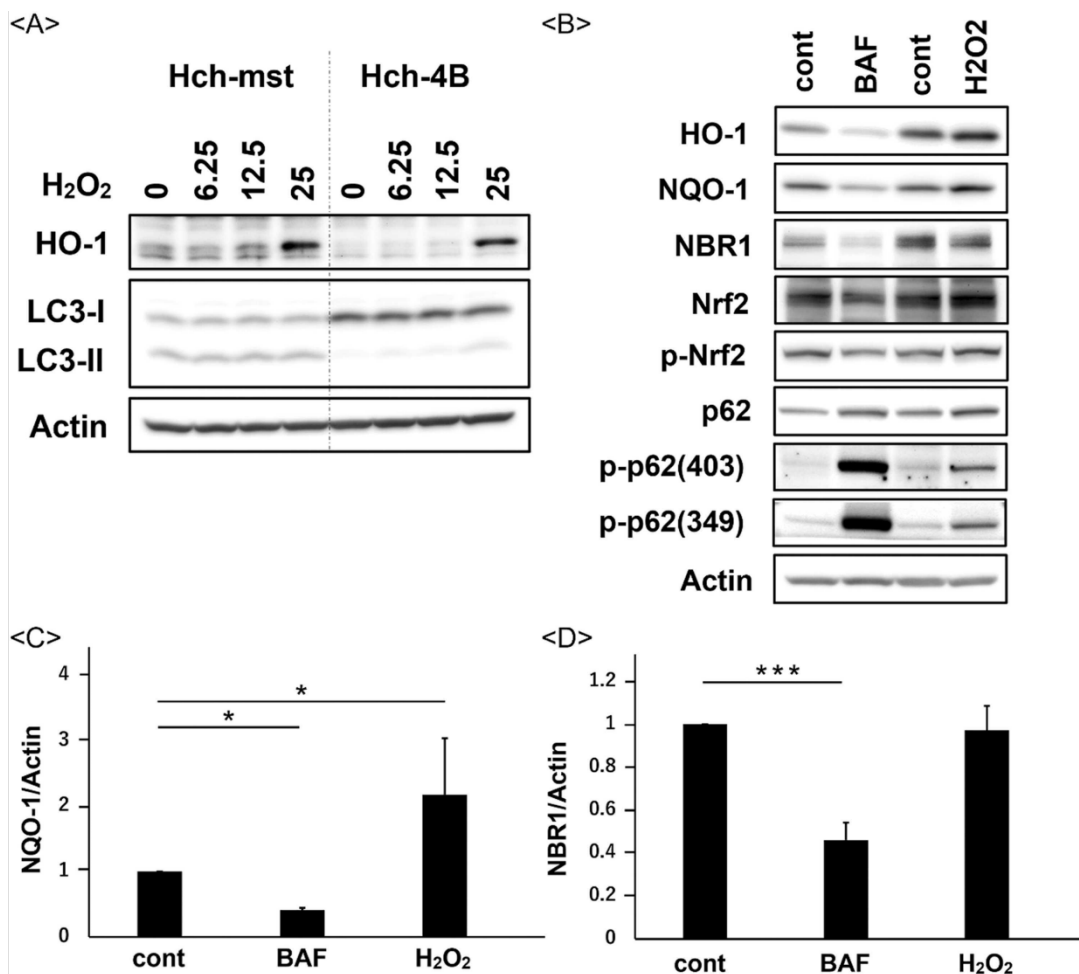 <A>
Hch-mst Hch-4B
H₂O₂ 0 6.25 12.5 25 0 6.25 12.5 25
HO-1
LC3-I
LC3-II
Actin
<B>
cont BAF cont H2O2
HO-1
NQO-1
NBR1
Nrf2
p-Nrf2
p62
p-p62(403)
p-p62(349)
Actin
<C>
NQO-1/Actin
4
3
2
1
0
*
*
cont BAF H₂O₂
<D>
NBR1/Actin
1.2
1
0.8
0.6
0.4
0.2
0
***
cont BAF H₂O₂